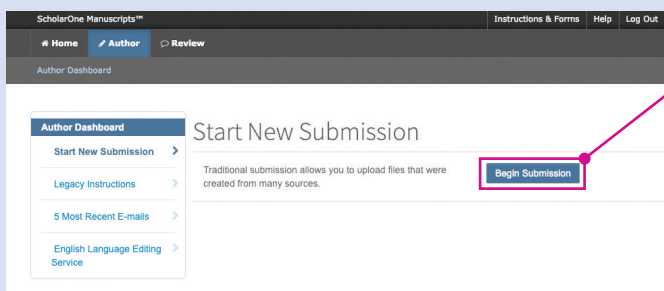 ScholarOne Manuscripts™
Instructions & Forms Help Log Out
Home Author Review
Author Dashboard
Author Dashboard
Start New Submission
Legacy Instructions
5 Most Recent E-mails
English Language Editing
Service
Start New Submission
Traditional submission allows you to upload files that were
created from many sources.
Begin Submission